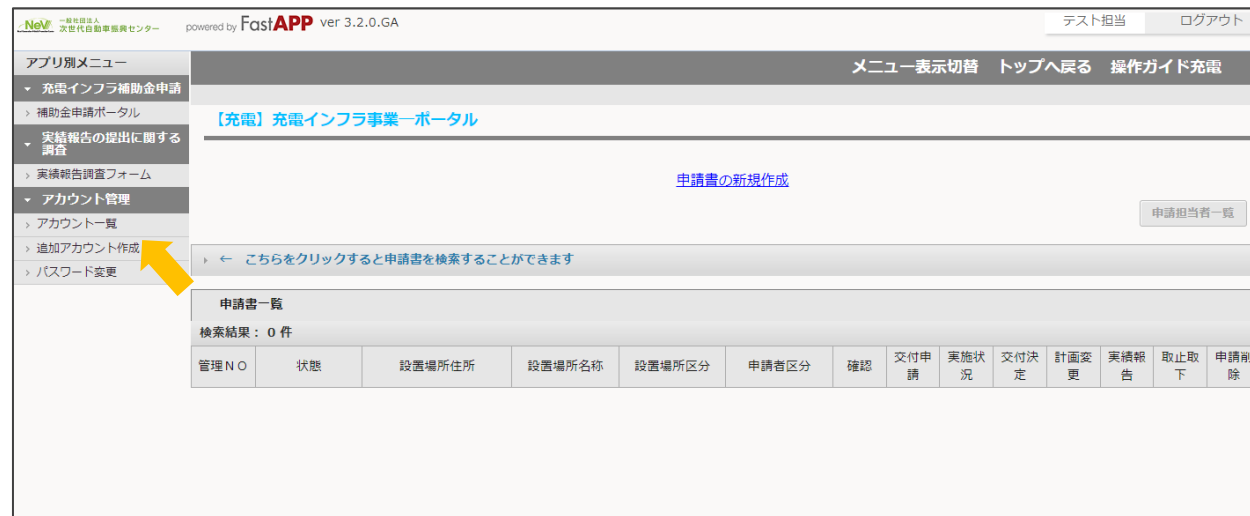 NeV 一般社団法人
次世代自動車振興センター
powered by FastAPP ver 3.2.0.GA
テスト担当 ログアウト
アプリ別メニュー
メニュー表示切替 トップへ戻る 操作ガイド充電
充電インフラ補助金申請
補助金申請ポータル
実績報告の提出に関する
調査
実績報告調査フォーム
アカウント管理
アカウント一覧
追加アカウント作成
パスワード変更
【充電】充電インフラ事業―ポータル
申請書の新規作成
申請担当者一覧
← こちらをクリックすると申請書を検索することができます
申請書一覧
検索結果： 0 件
管理ＮＯ 状態 設置場所住所 設置場所名称 設置場所区分 申請者区分 確認 交付申請 実施状況 交付決定 計画変更 実績報告 取止取下 申請削除